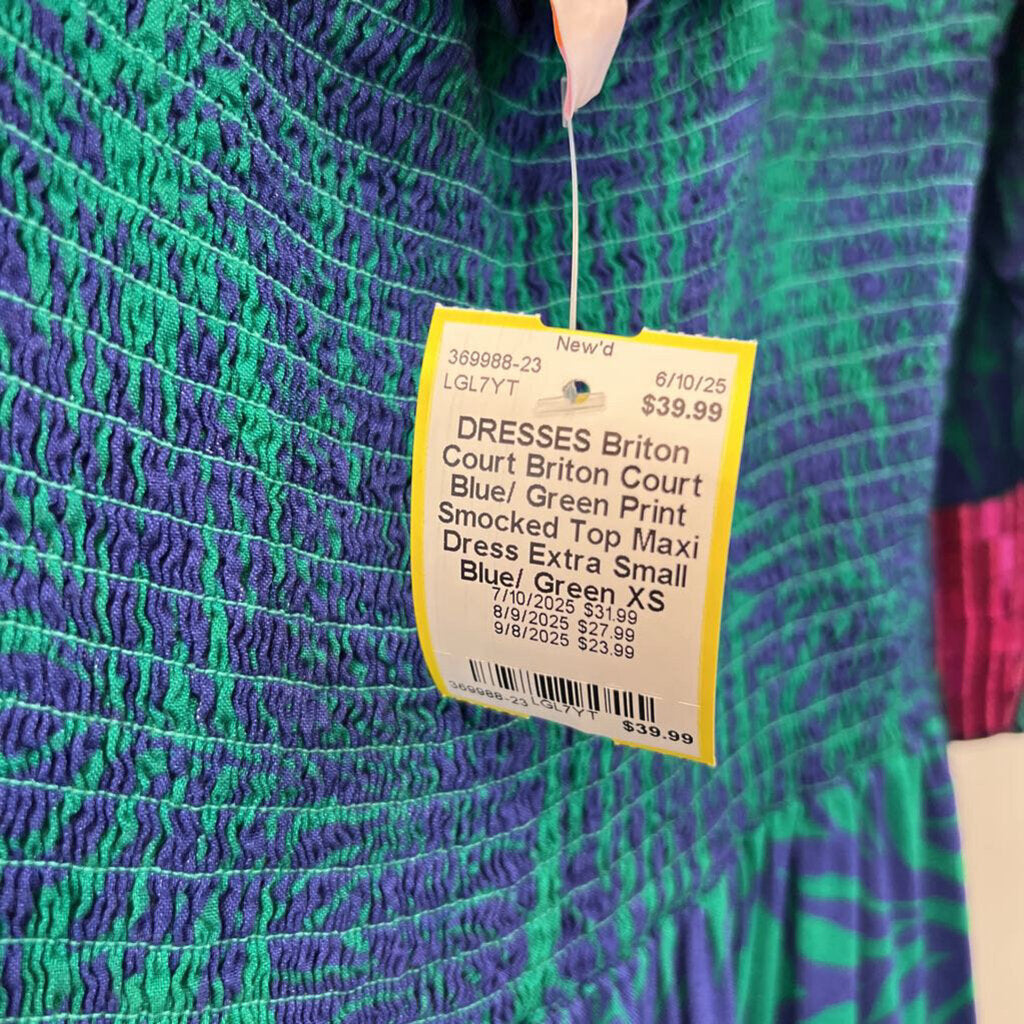 New'd
369988-23 6/10/25
LGL7YT $39.99
DRESSES Briton
Court Briton Court
Blue/ Green Print
Smocked Top Maxi
Dress Extra Small
Blue/ Green XS
7/10/2025 $31.99
8/9/2025 $27.99
9/8/2025 $23.99
369988-23 LGL7YT $39.99